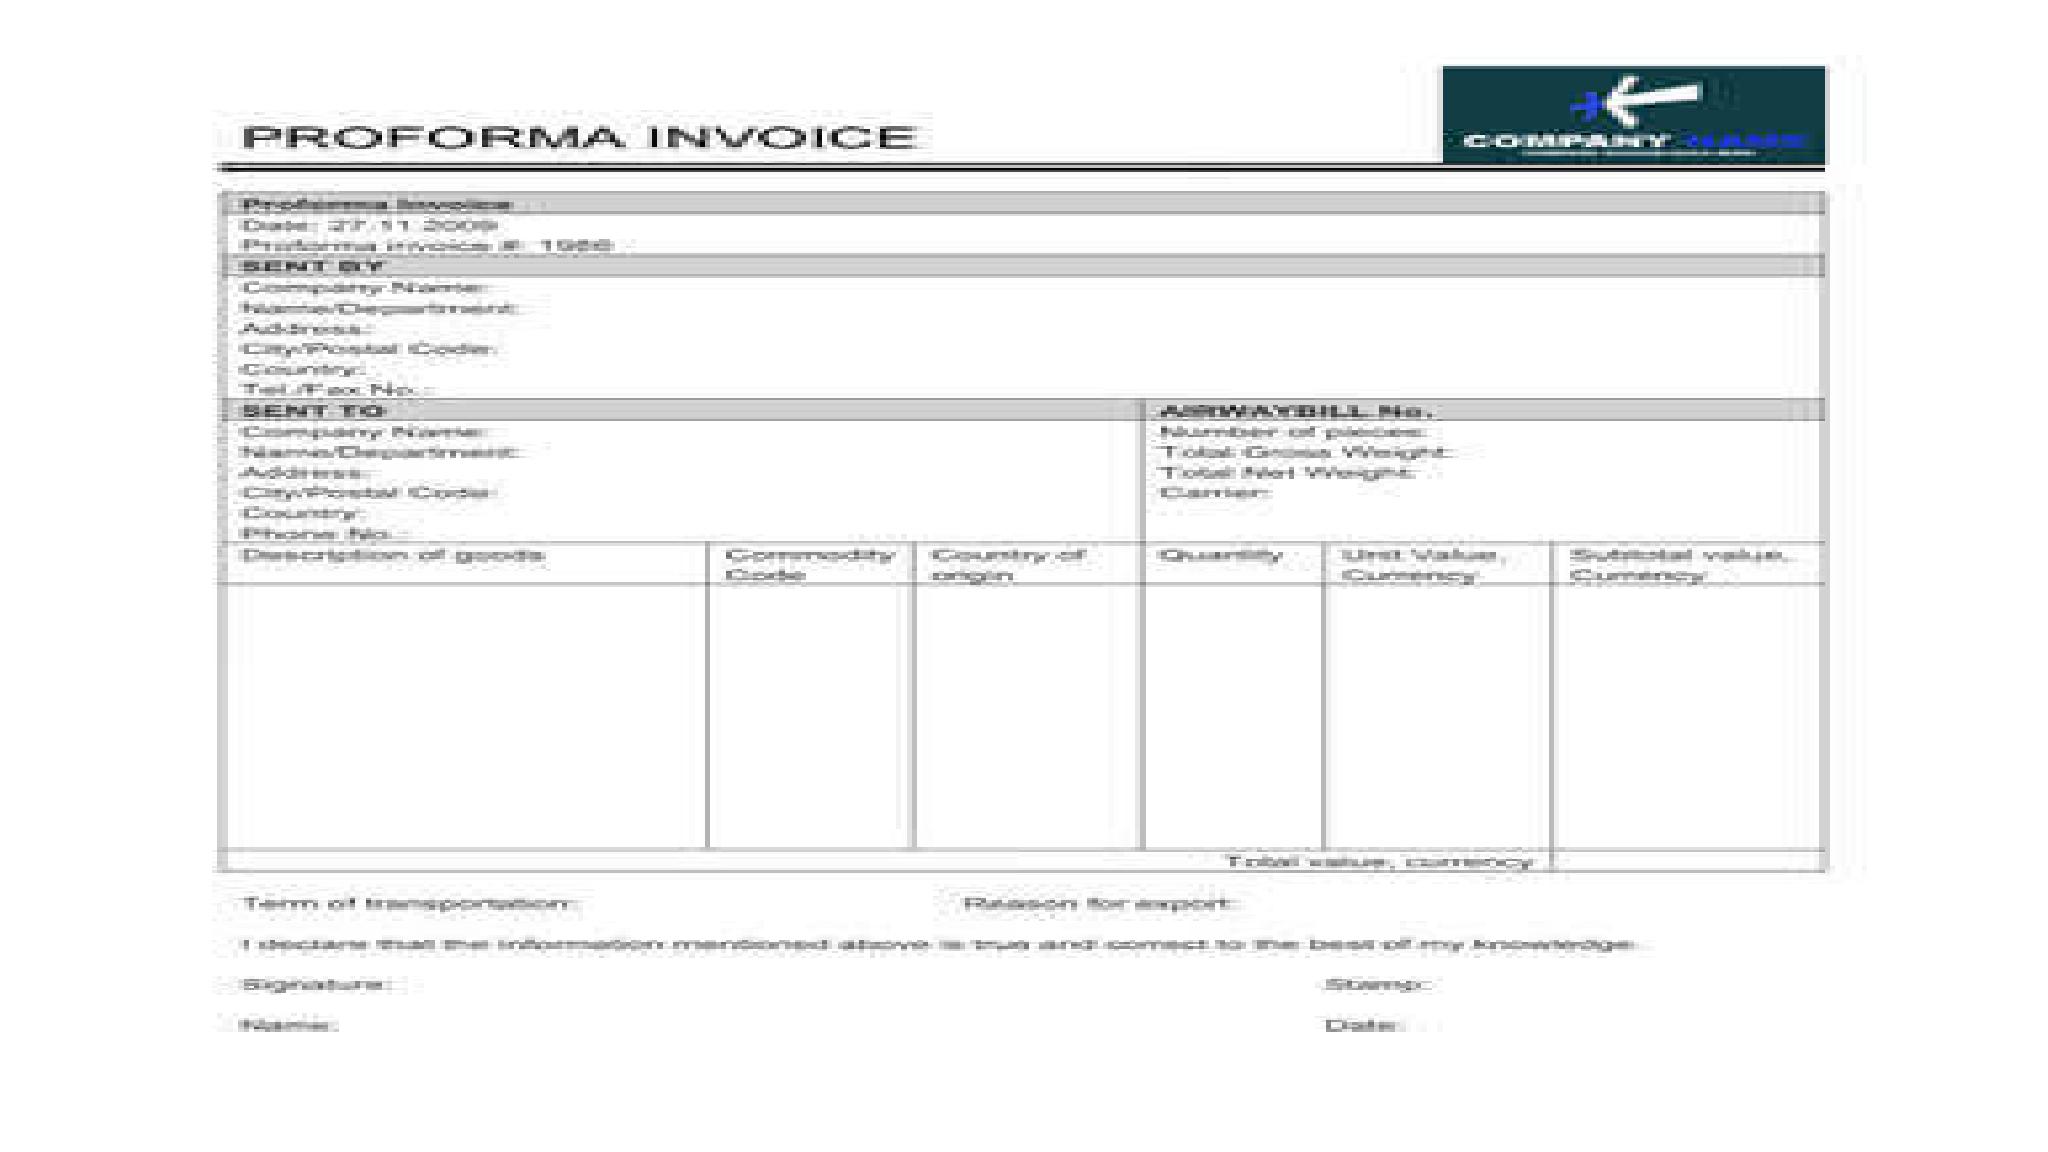 COMPANY NAME
PROFORMA INVOICE
Proforma Invoice
Date: 27.11.2009
Proforma invoice #: 1986
SENT BY
Company Name:
Name/Department:
Address:
City/Postal Code:
Country:
Tel./Fax No.:
SENT TO
Company Name:
Name/Department:
Address:
City/Postal Code:
Country:
Phone No.:
AIRWAYBILL No.
Number of pieces:
Total Gross Weight:
Total Net Weight:
Carrier:
Description of goods
Commodity
Code
Country of
origin
Quantity
Unit Value,
Currency
Subtotal value,
Currency
Total value, currency
Term of transportation:
Reason for export:
I declare that the information mentioned above is true and correct to the best of my knowledge.
Signature:
Stamp:
Name:
Date: